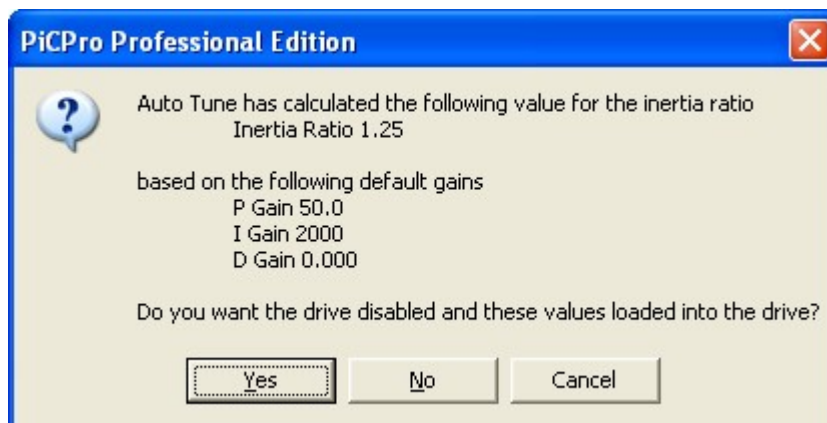 PiCPro Professional Edition
Auto Tune has calculated the following value for the inertia ratio
Inertia Ratio 1.25
based on the following default gains
P Gain 50.0
I Gain 2000
D Gain 0.000
Do you want the drive disabled and these values loaded into the drive?
Yes No Cancel